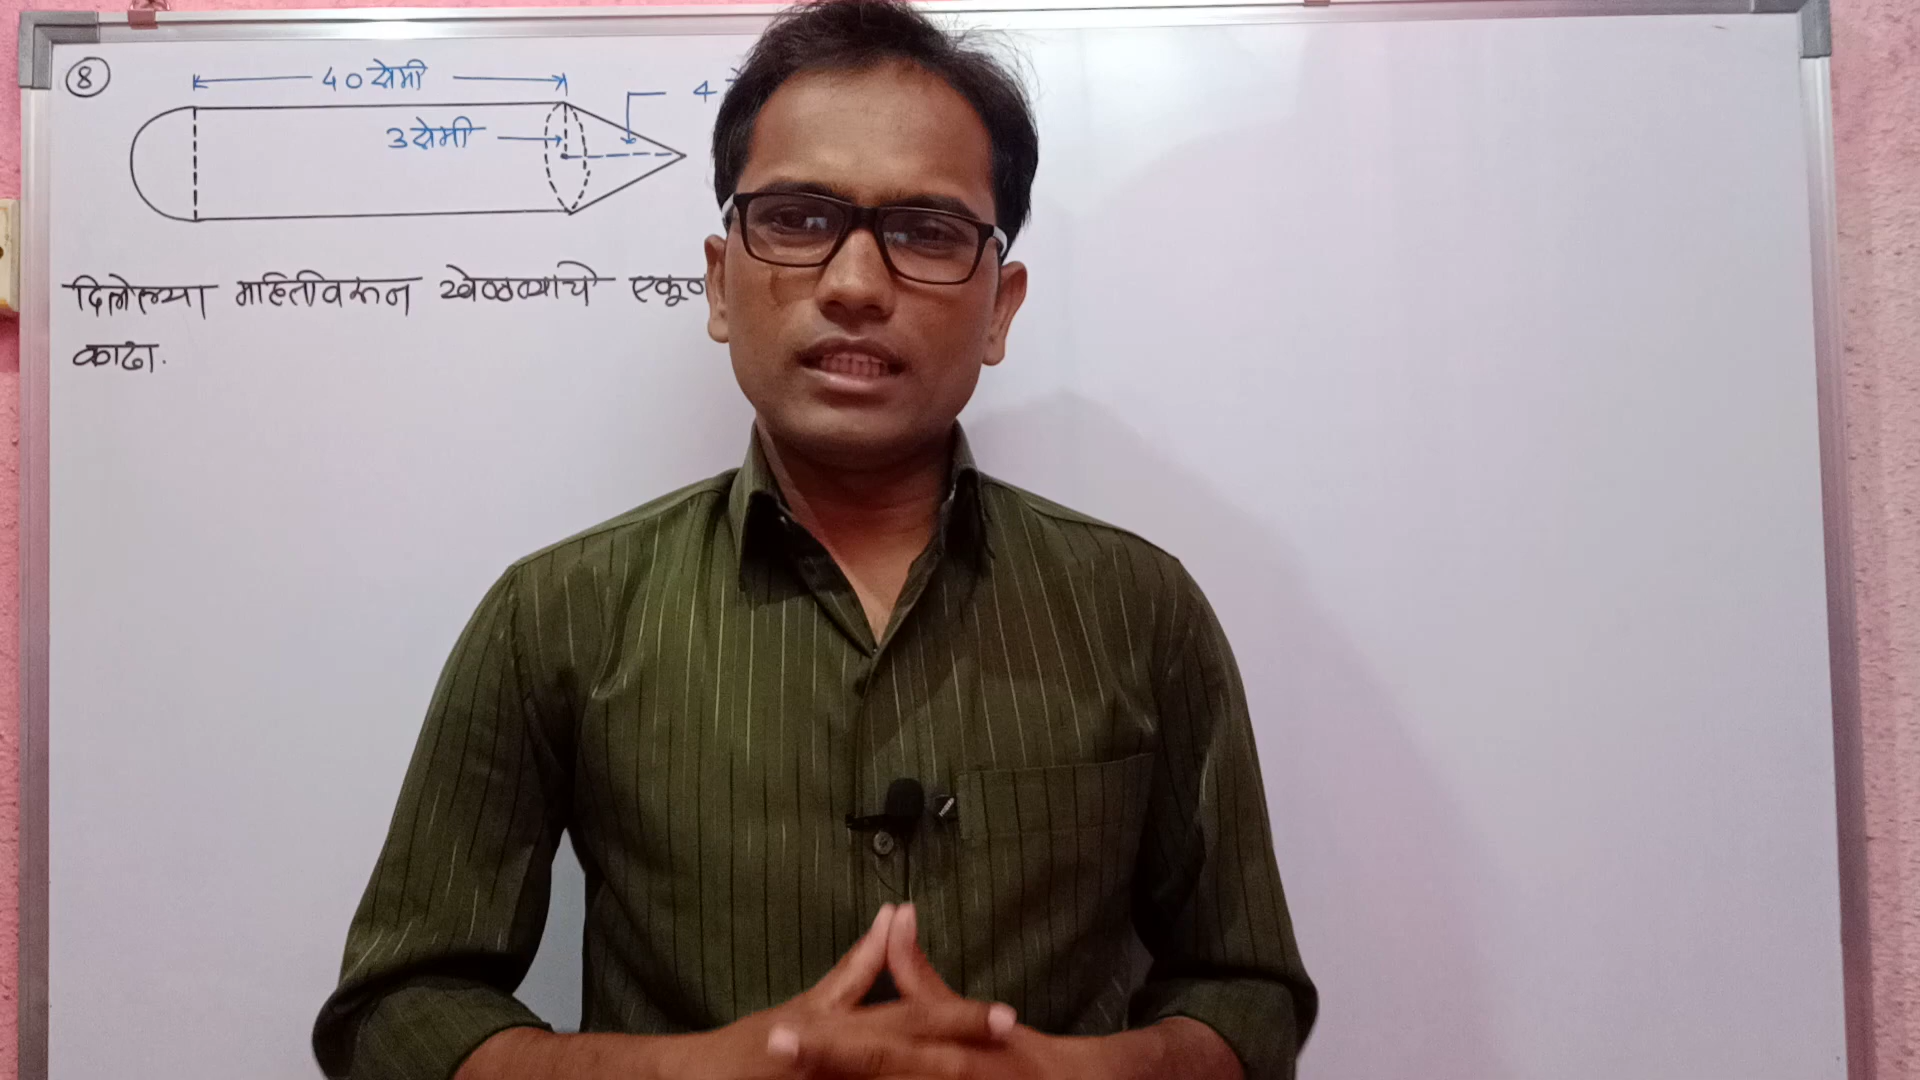 8
40 सेमी
4
3 सेमी
दिलेल्या माहितीवरून खेळण्याचे एकूण
काढा.